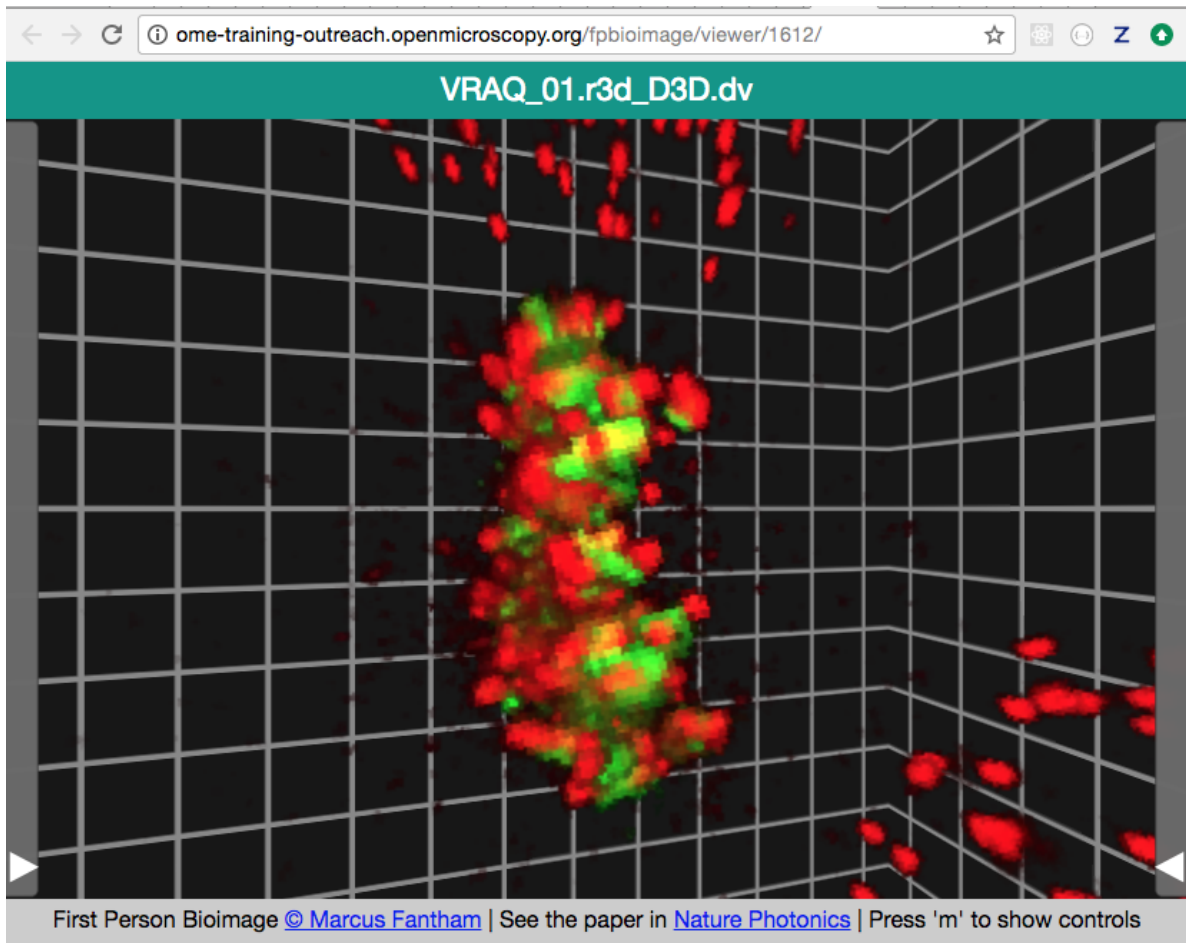 ome-training-outreach.openmicroscopy.org/fpbioimage/viewer/1612/
Z
VRAQ_01.r3d_D3D.dv
First Person Bioimage © Marcus Fantham | See the paper in Nature Photonics | Press 'm' to show controls